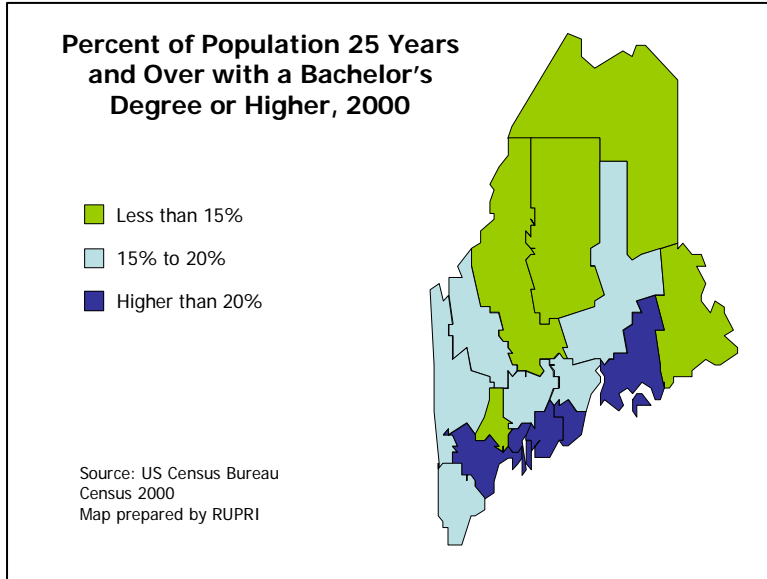 Percent of Population 25 Years
and Over with a Bachelor's
Degree or Higher, 2000
Less than 15%
15% to 20%
Higher than 20%
Source: US Census Bureau
Census 2000
Map prepared by RUPRI